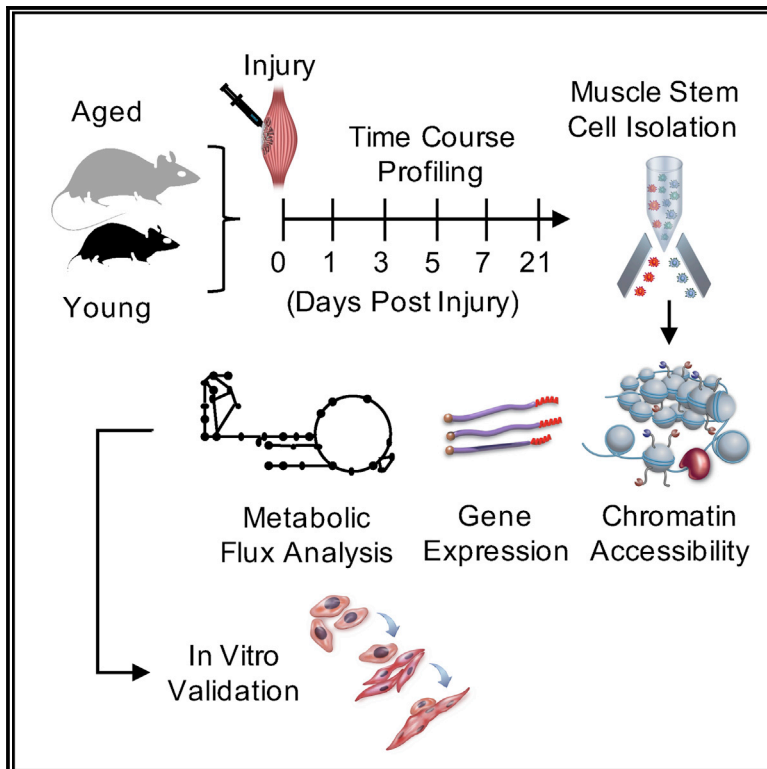 Injury
Aged
Young
Time Course
Profiling
0 1 3 5 7 21
(Days Post Injury)
Muscle Stem
Cell Isolation
Metabolic
Flux Analysis
Gene
Expression
Chromatin
Accessibility
In Vitro
Validation